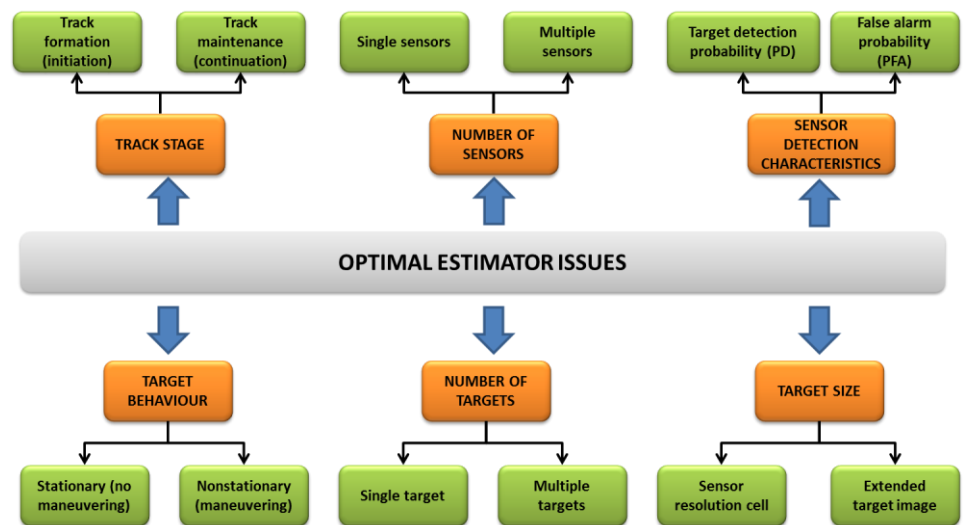 Track
formation
(initiation)
Track
maintenance
(continuation)
Single sensors
Multiple
sensors
Target detection
probability (PD)
False alarm
probability
(PFA)
TRACK STAGE
NUMBER OF
SENSORS
SENSOR
DETECTION
CHARACTERISTICS
OPTIMAL ESTIMATOR ISSUES
TARGET
BEHAVIOUR
NUMBER OF
TARGETS
TARGET SIZE
Stationary (no
maneuvering)
Nonstationary
(maneuvering)
Single target
Multiple
targets
Sensor
resolution cell
Extended
target image